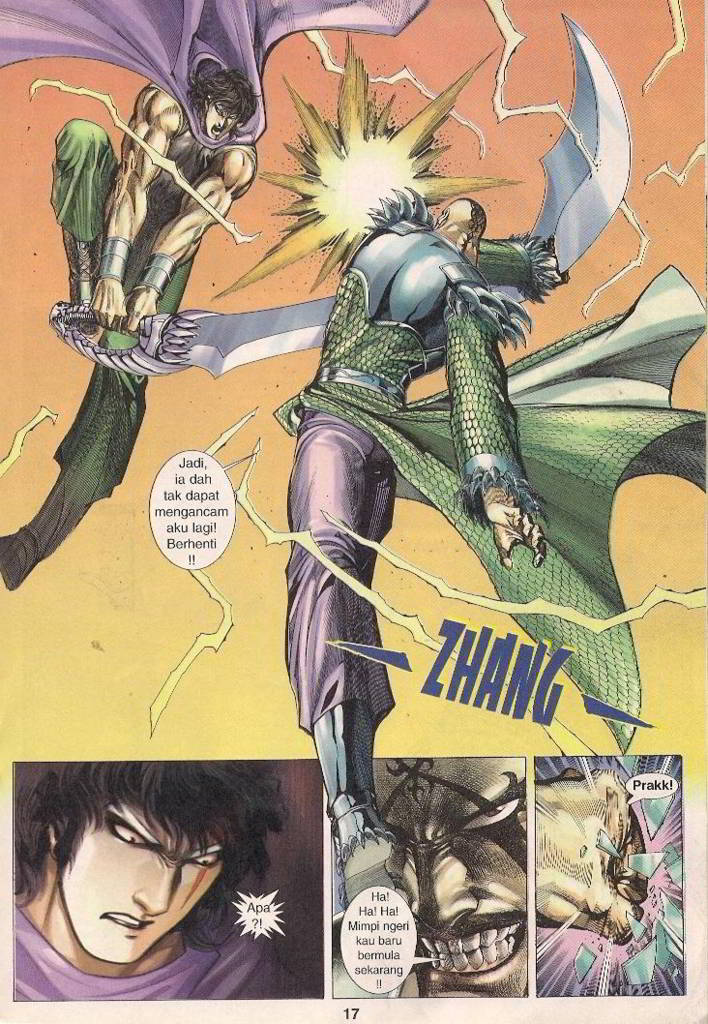 Jadi,
ia dah
tak dapat
mengancam
aku lagi!
Berhenti
!!
ZHANG
Apa
?!
Ha!
Ha! Ha!
Mimpi
ngeri
kau baru
bermula
sekarang
!!
Prakk!
17